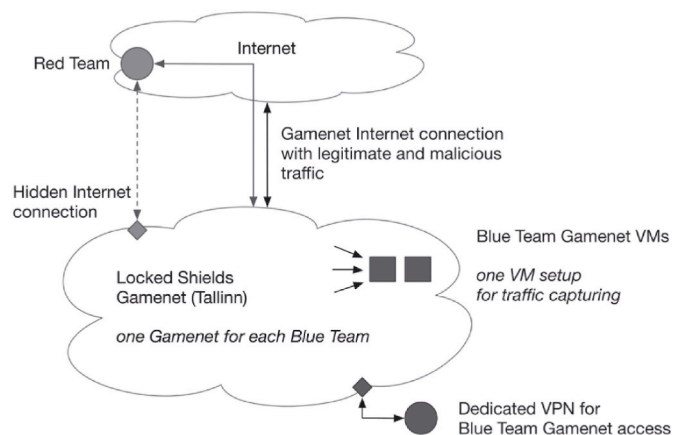 Internet
Red Team
Gamenet Internet connection
with legitimate and malicious
traffic
Hidden Internet
connection
Blue Team Gamenet VMs
one VM setup
for traffic capturing
Locked Shields
Gamenet (Tallinn)
one Gamenet for each Blue Team
Dedicated VPN for
Blue Team Gamenet access